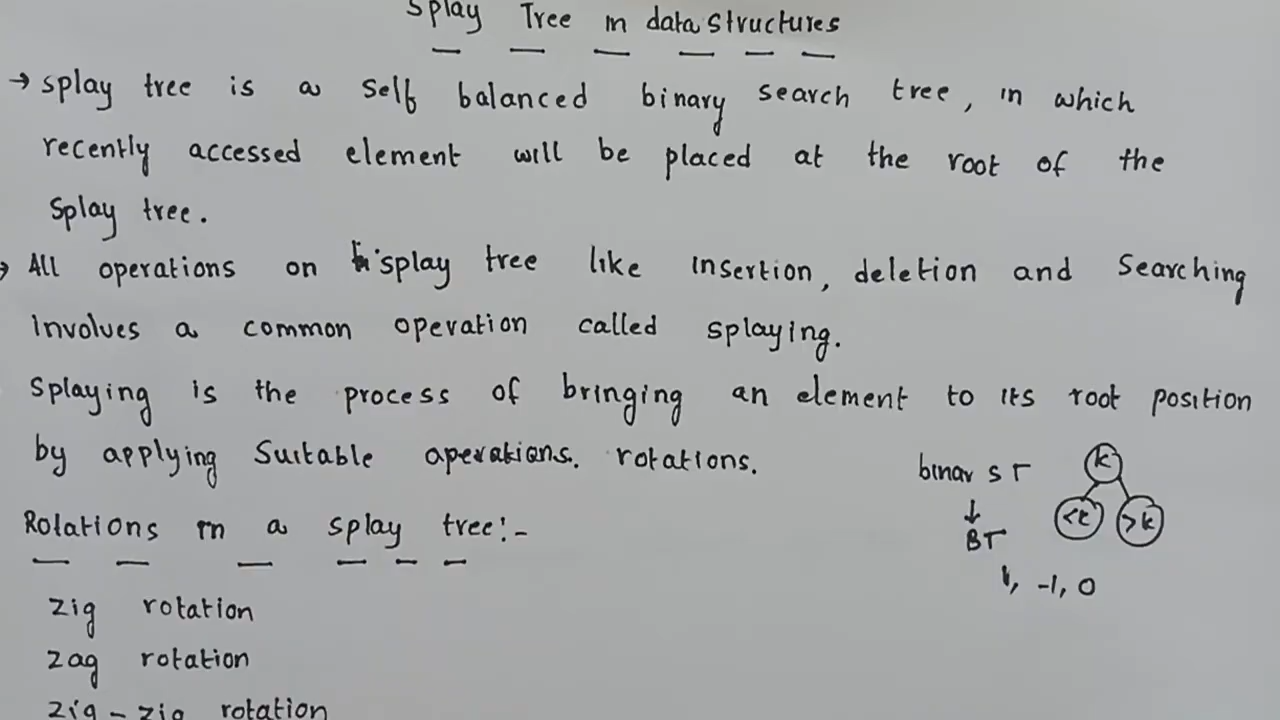 Splay Tree in data structures
→ splay tree is a self balanced binary search tree, in which
recently accessed element will be placed at the root of the
Splay tree.
→ All operations on splay tree like insertion, deletion and Searching
involves a common operation called splaying.
Splaying is the process of bringing an element to its root position
by applying Suitable operations. rotations.
binar S T
k
<k >k
↓
BT
1, -1, 0
Rotations in a splay tree:-
zig rotation
zag rotation
zig - zig rotation